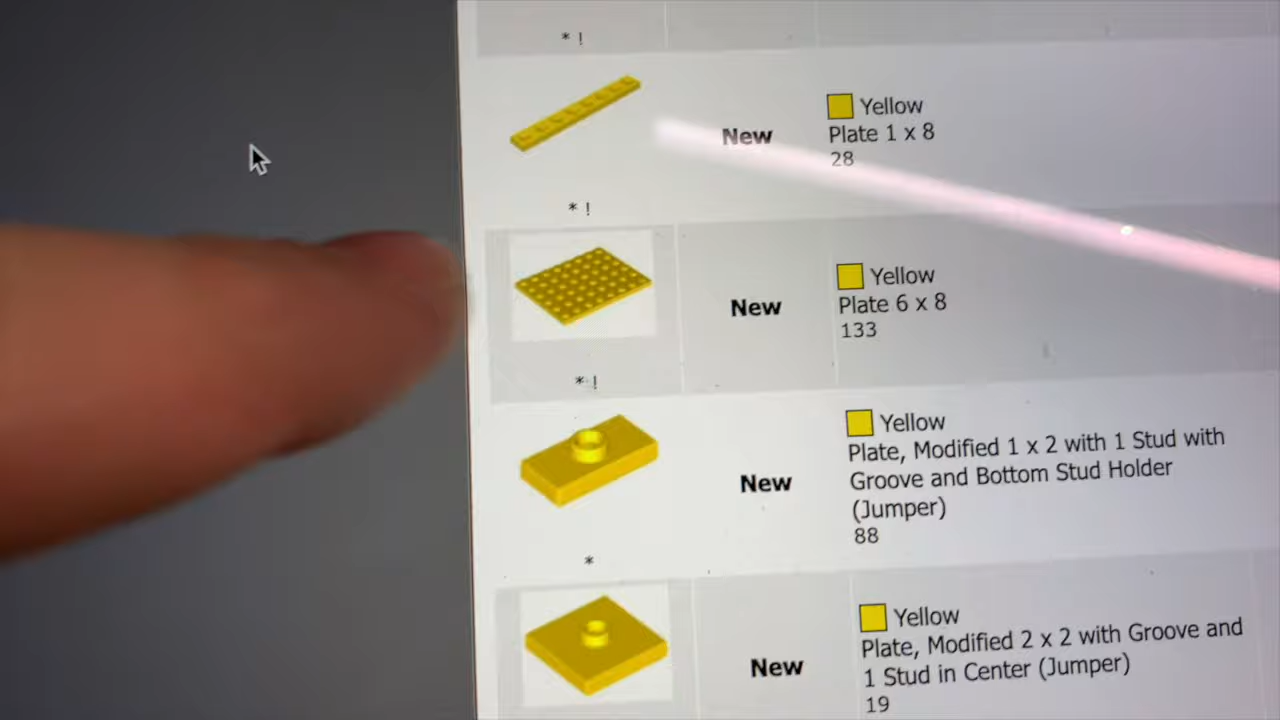 * !
New
Yellow
Plate 1 x 8
28
* !
New
Yellow
Plate 6 x 8
133
* !
New
Yellow
Plate, Modified 1 x 2 with 1 Stud with
Groove and Bottom Stud Holder
(Jumper)
88
*
New
Yellow
Plate, Modified 2 x 2 with Groove and
1 Stud in Center (Jumper)
19